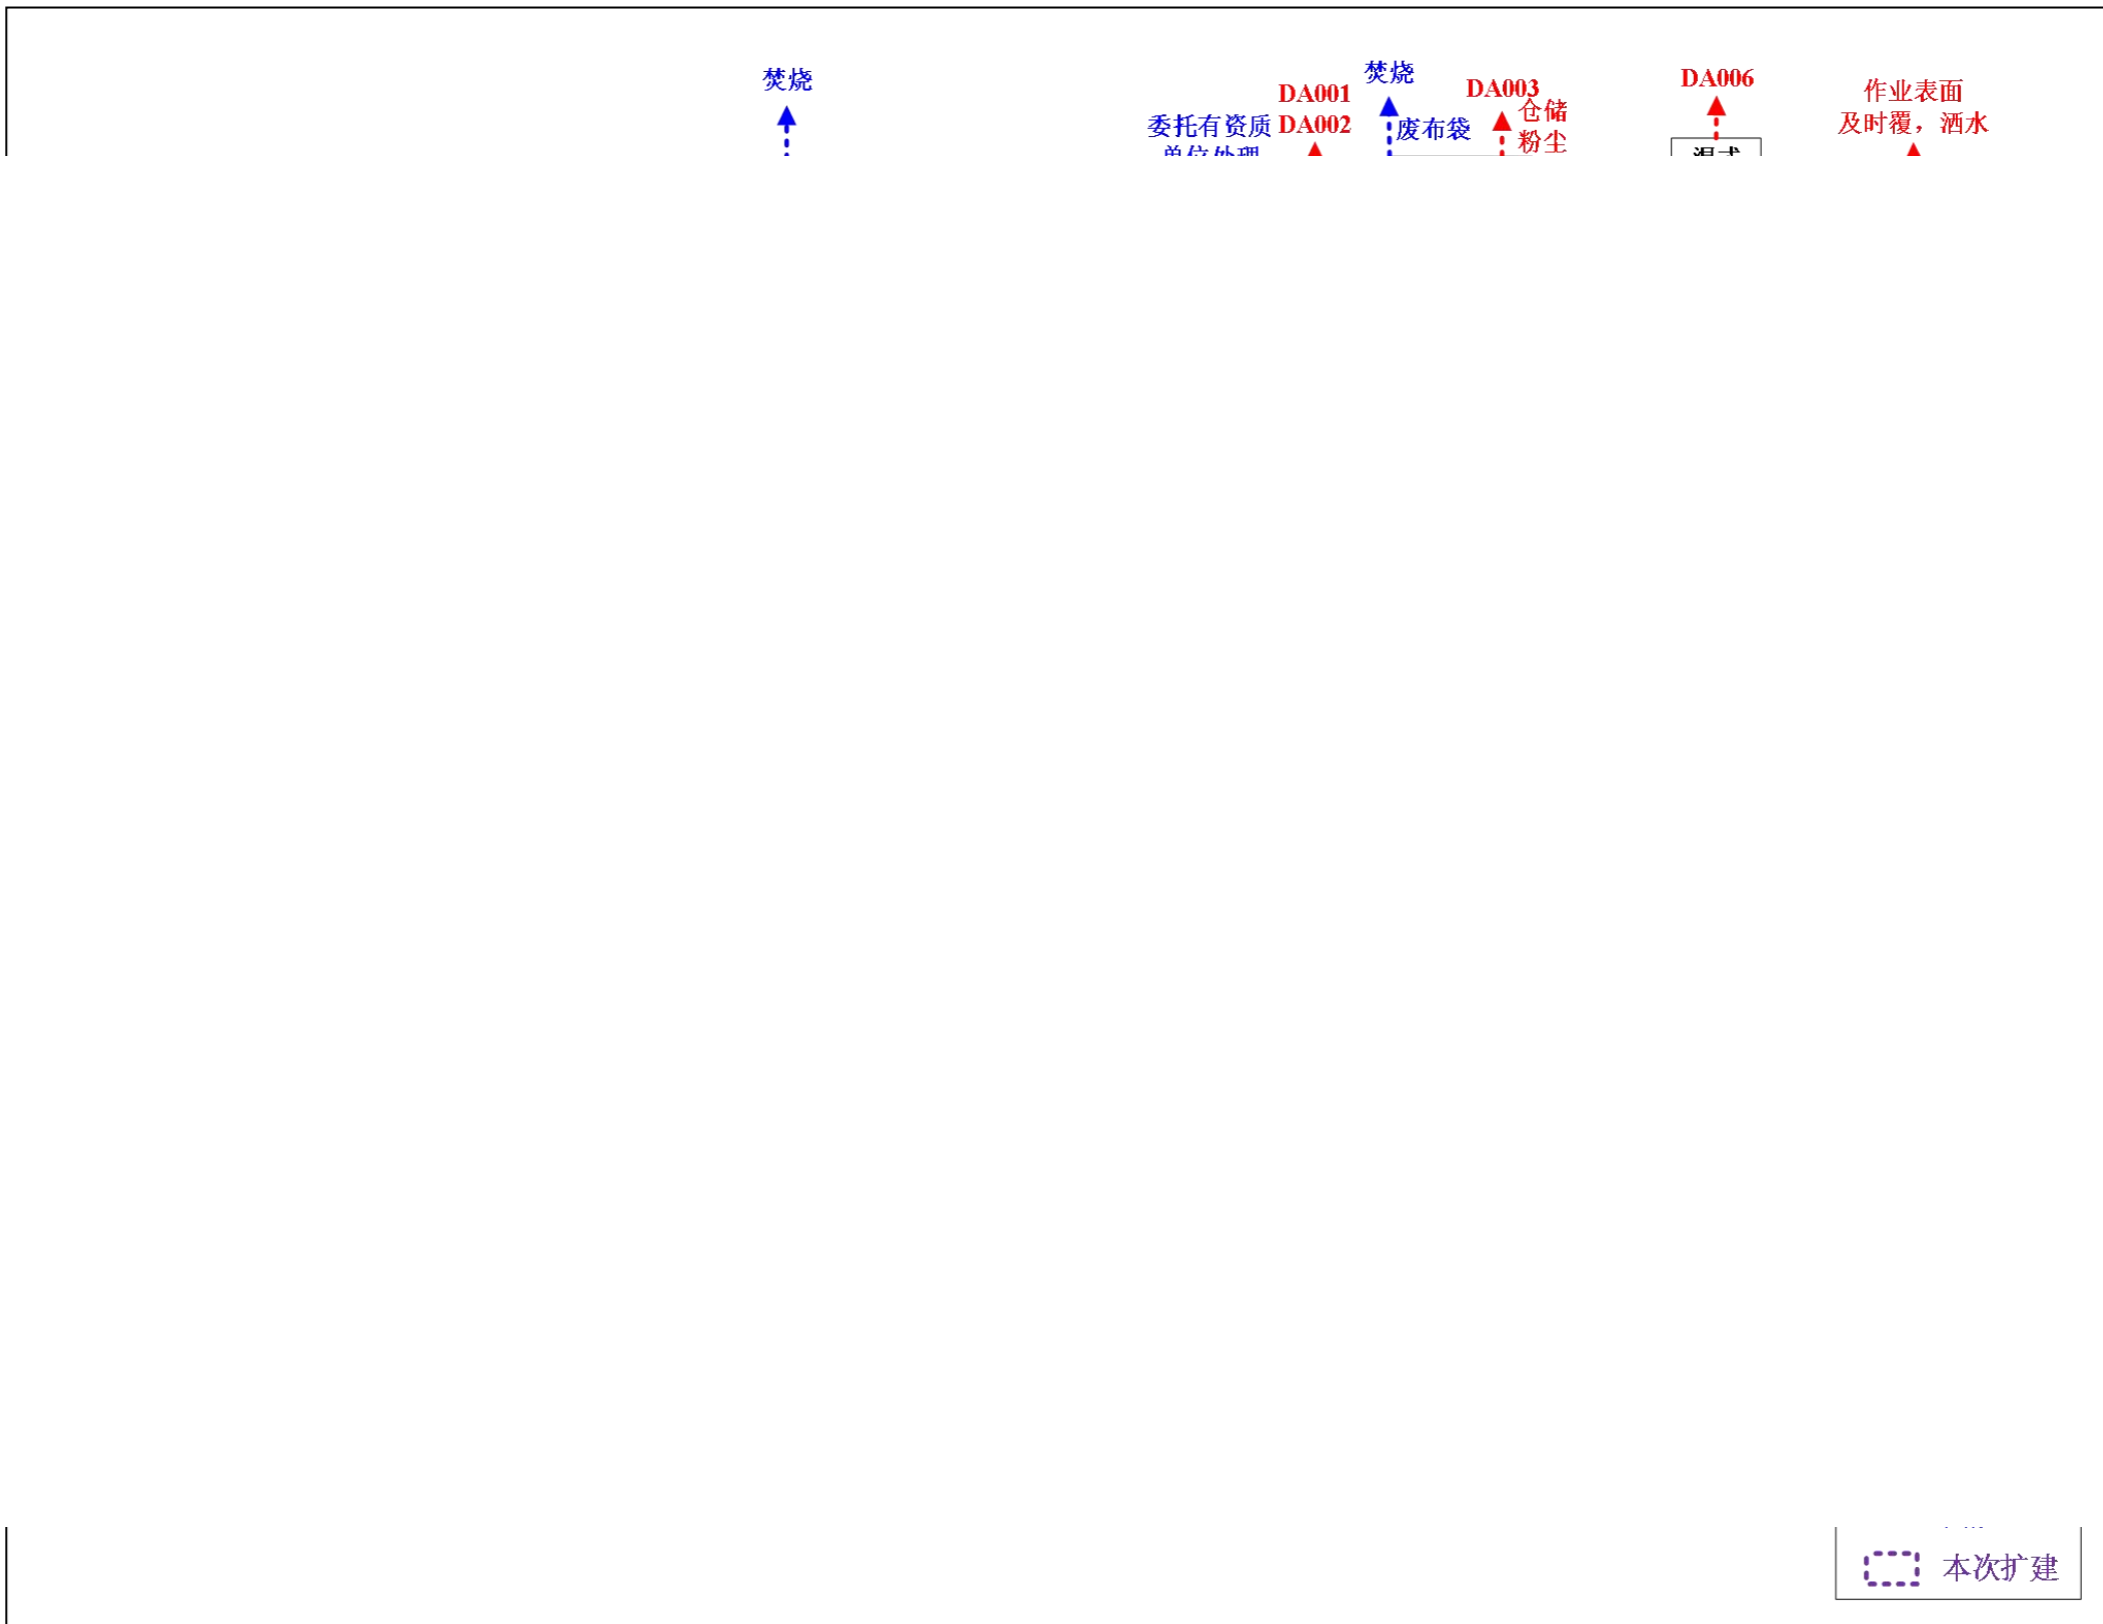 焚烧
委托有资质
DA001
DA002
焚烧
废布袋
DA003
仓储
粉尘
DA006
作业表面
及时覆，洒水
本次扩建